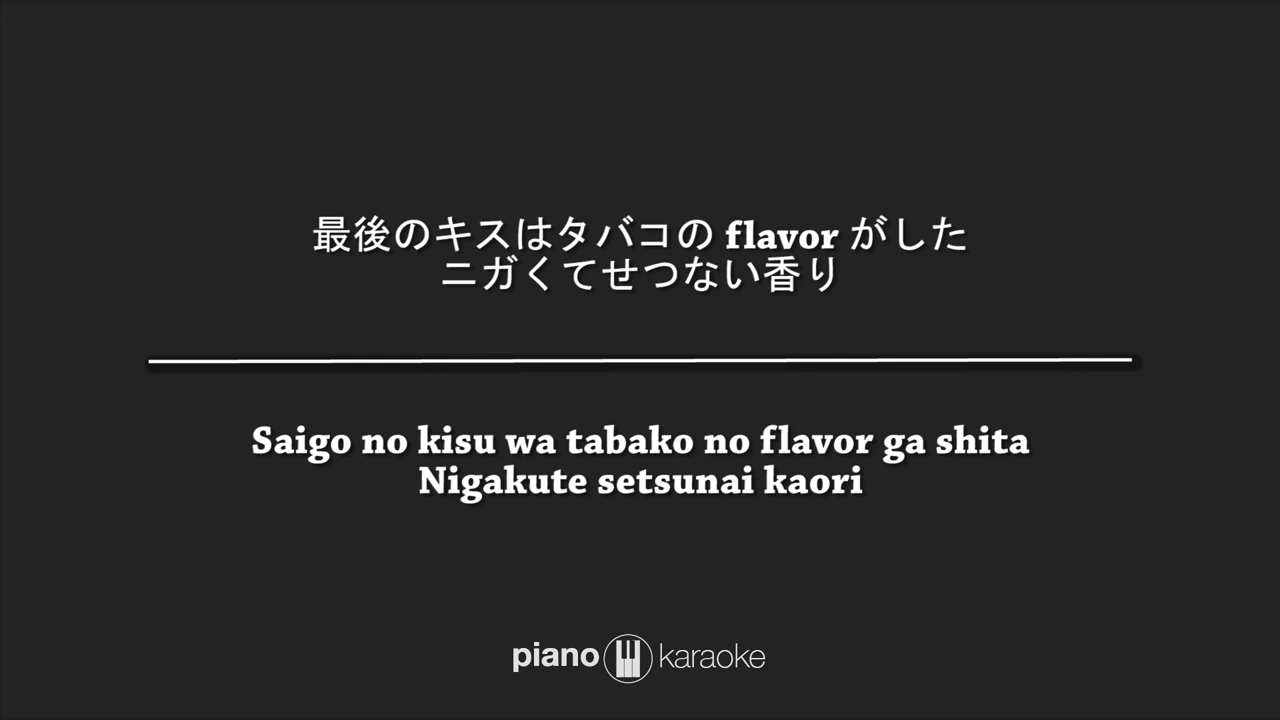 最後のキスはタバコの flavor がした
ニガくてせつない香り
Saigo no kisu wa tabako no flavor ga shita
Nigakute setsunai kaori
piano karaoke